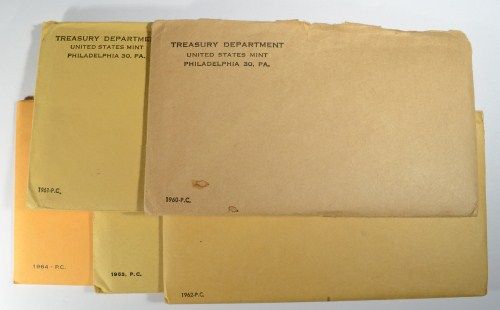 TREASURY DEPARTMENT
UNITED STATES MINT
PHILADELPHIA 30, PA.
1961-P.C.
TREASURY DEPARTMENT
UNITED STATES MINT
PHILADELPHIA 30, PA.
1960-P.C.
1964 - P.C.
1963, P.C.
1962-P.C.